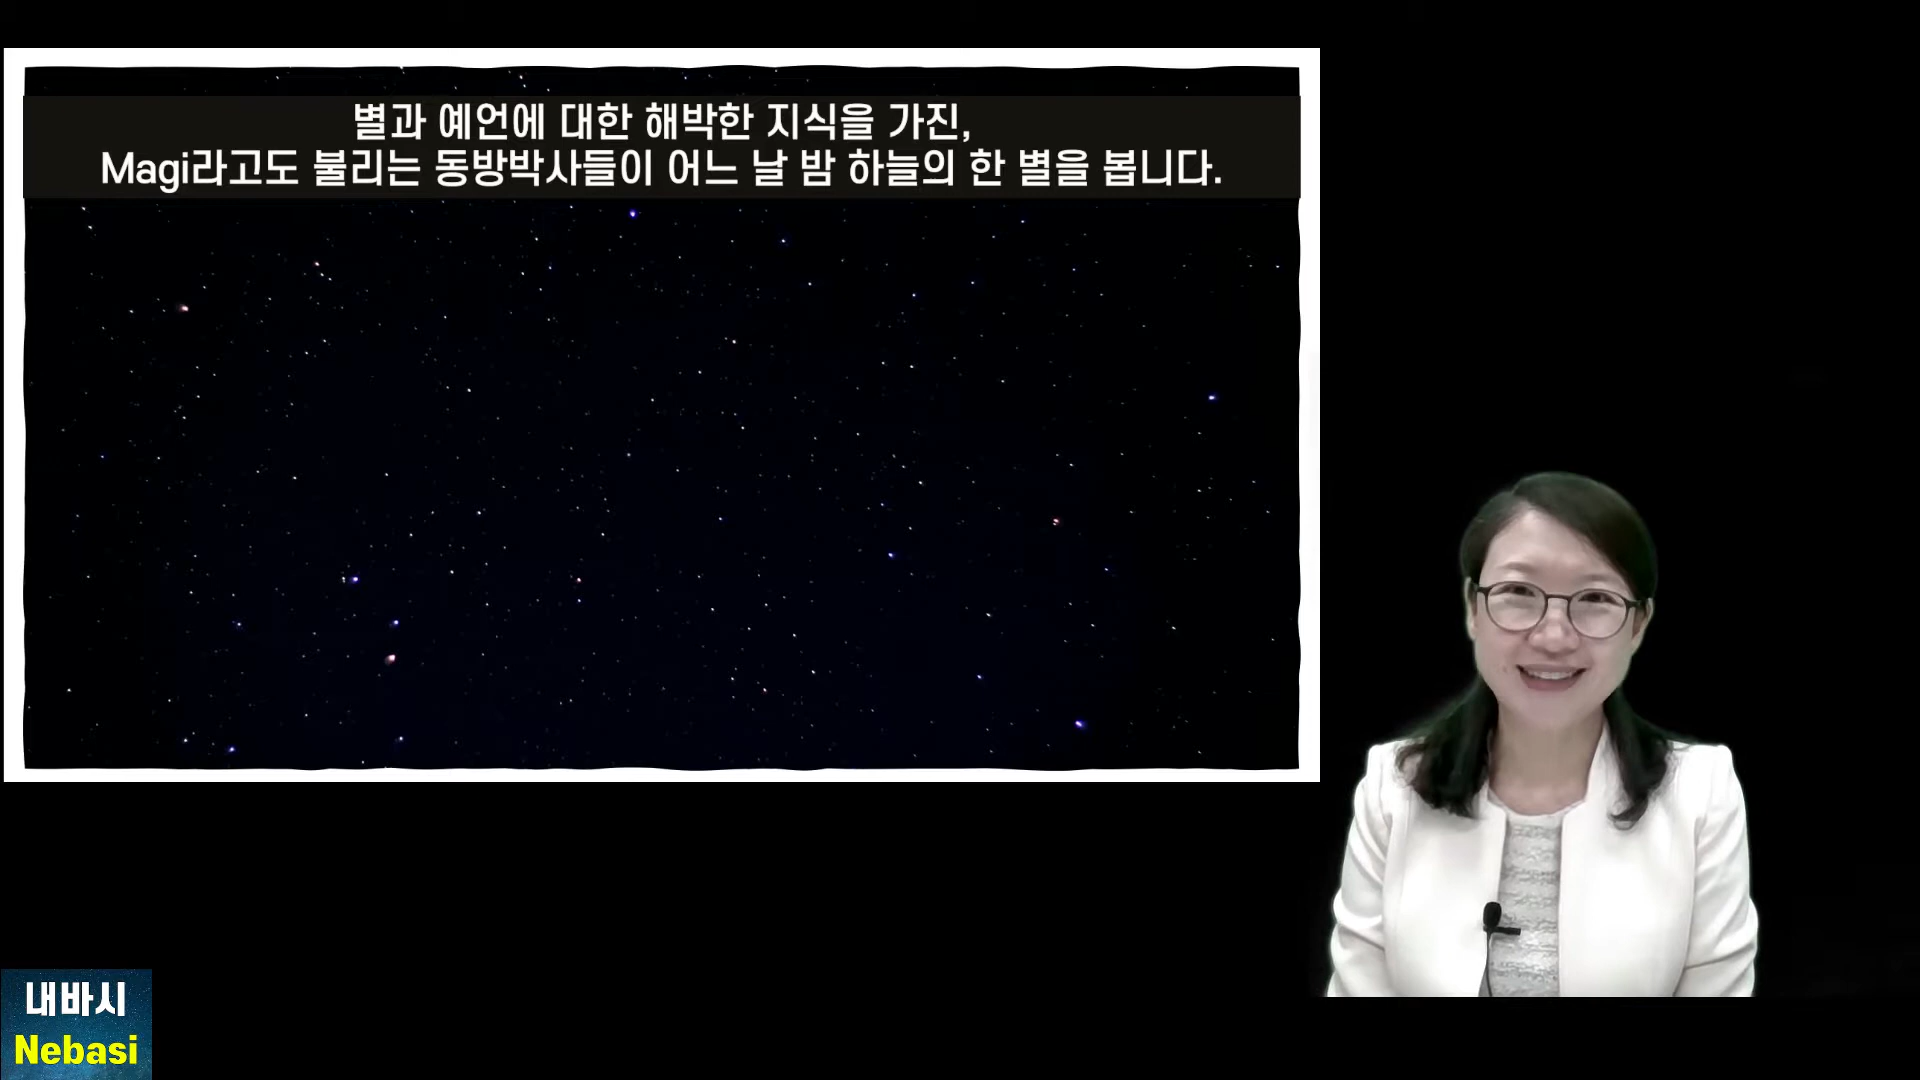 별과 예언에 대한 해박한 지식을 가진,
Magi라고도 불리는 동방박사들이 어느 날 밤 하늘의 한 별을 봅니다.
내바시
Nebasi